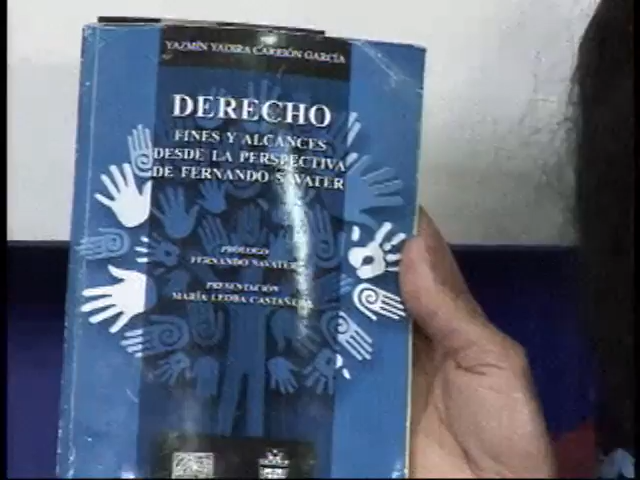 YAZMÍN YADIRA CARREÓN GARCÍA
DERECHO
FINES Y ALCANCES
DESDE LA PERSPECTIVA
DE FERNANDO SAVATER
PRÓLOGO
FERNANDO SAVATER
PRESENTACIÓN
MARÍA LEOBA CASTAÑEDA